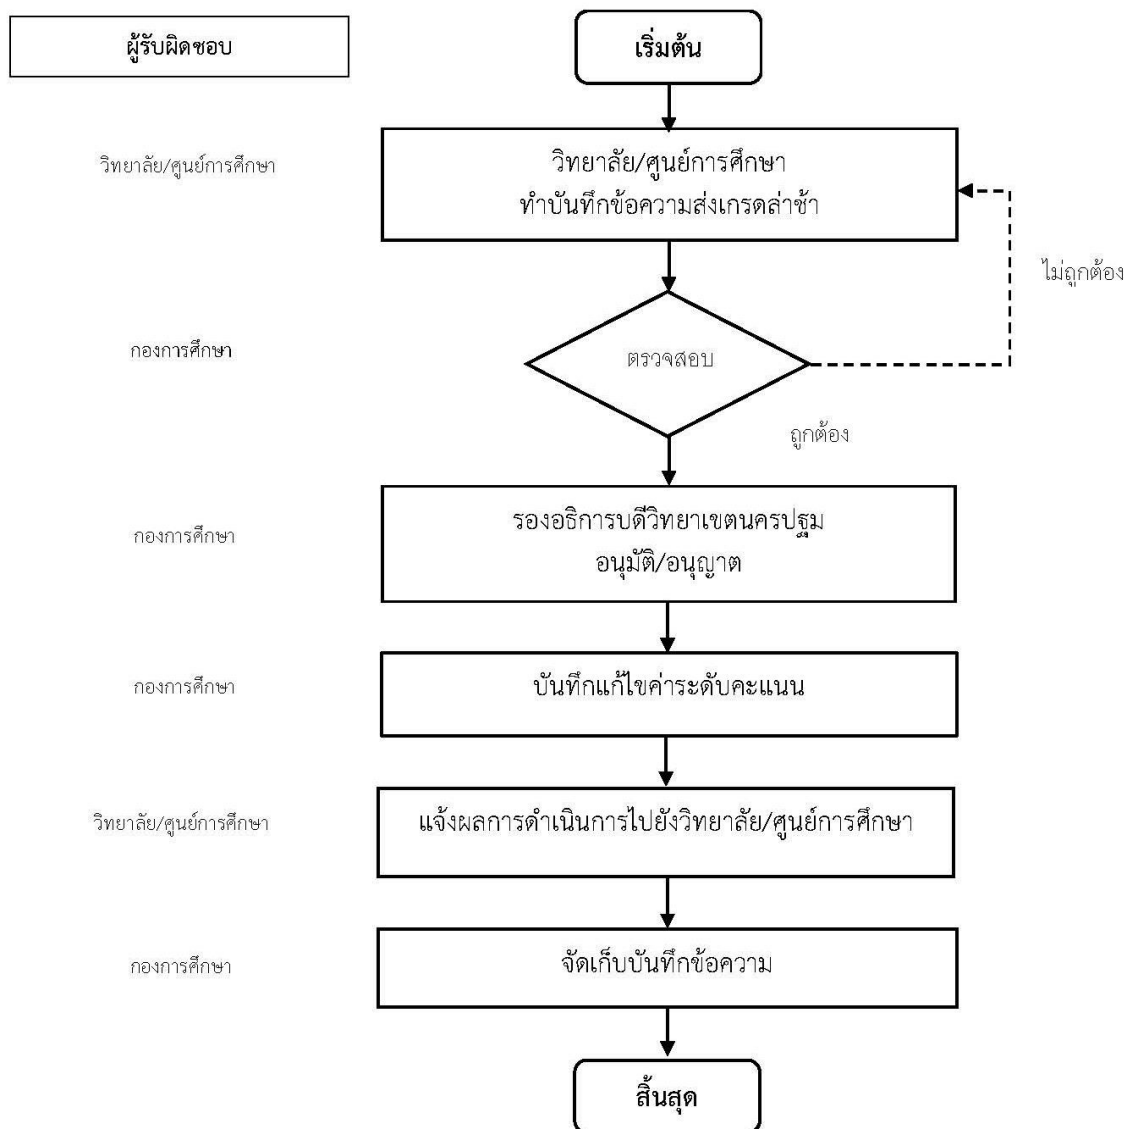 ผู้รับผิดชอบ
เริ่มต้น
วิทยาลัย/ศูนย์การศึกษา
วิทยาลัย/ศูนย์การศึกษา
ทำบันทึกข้อความส่งเกรดล่าช้า
ไม่ถูกต้อง
กองการศึกษา
ตรวจสอบ
ถูกต้อง
กองการศึกษา
รองอธิการบดีวิทยาเขตนครปฐม
อนุมัติ/อนุญาต
กองการศึกษา
บันทึกแก้ไขค่าระดับคะแนน
วิทยาลัย/ศูนย์การศึกษา
แจ้งผลการดำเนินการไปยังวิทยาลัย/ศูนย์การศึกษา
กองการศึกษา
จัดเก็บบันทึกข้อความ
สิ้นสุด